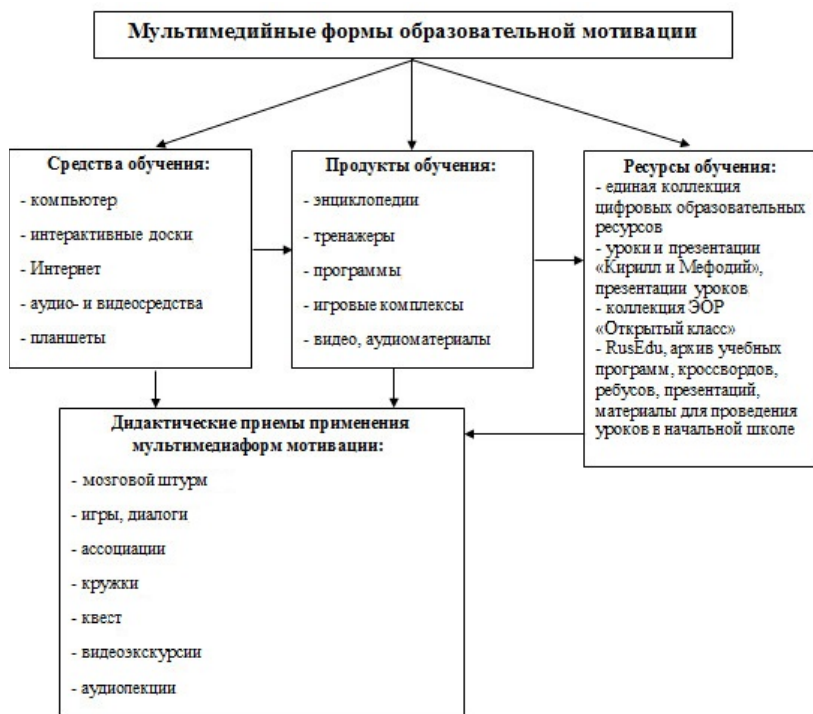 Мультимедийные формы образовательной мотивации
Средства обучения:
- компьютер
- интерактивные доски
- Интернет
- аудио- и видеосредства
- планшеты
Продукты обучения:
- энциклопедии
- тренажеры
- программы
- игровые комплексы
- видео, аудиоматериалы
Ресурсы обучения:
- единая коллекция
цифровых образовательных
ресурсов
- уроки и презентации
«Кирилл и Мефодий»,
презентации уроков
- коллекция ЭОР
«Открытый класс»
- RusEdu, архив учебных
программ, кроссвордов,
ребусов, презентаций,
материалы для проведения
уроков в начальной школе
Дидактические приемы применения
мультимедиаформ мотивации:
- мозговой штурм
- игры, диалоги
- ассоциации
- кружки
- квест
- видеоэкскурсии
- аудиолекции